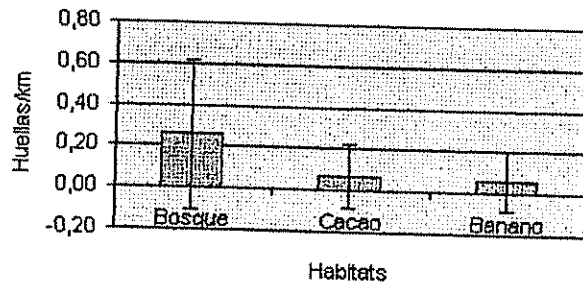 0,80
0,60
0,40
0,20
0,00
-0,20
Huellas/km
Bosque
Cacao
Banano
Habitats